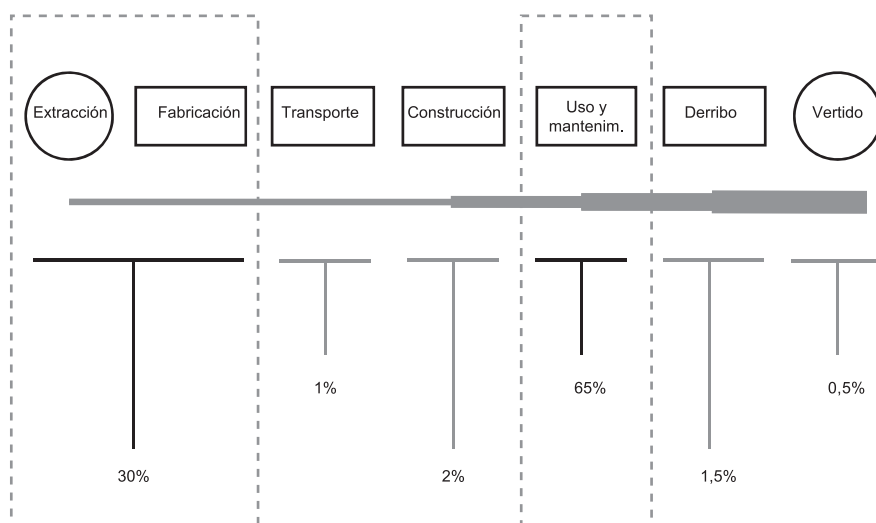 Extracción
Fabricación
Transporte
Construcción
Uso y
mantenim.
Derribo
Vertido
1%
65%
0,5%
30%
2%
1,5%